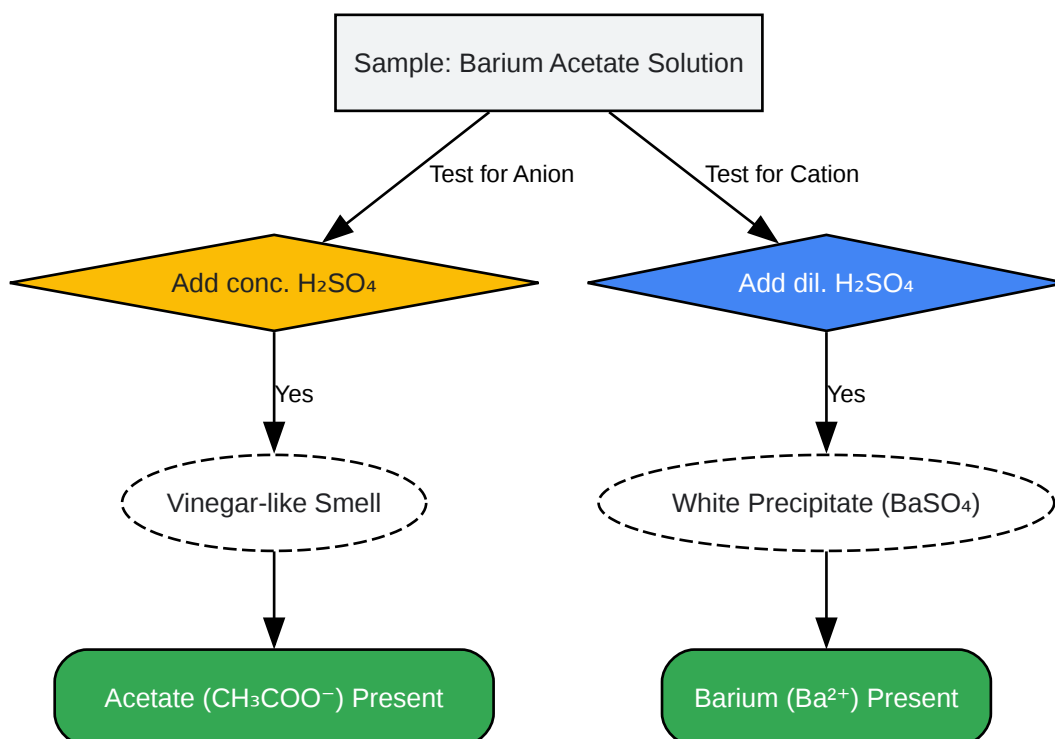 Sample: Barium Acetate Solution
Test for Anion
Test for Cation
Add conc. H₂SO₄
Add dil. H₂SO₄
Yes
Yes
Vinegar-like Smell
White Precipitate (BaSO₄)
Acetate (CH₃COO⁻) Present
Barium (Ba²⁺) Present